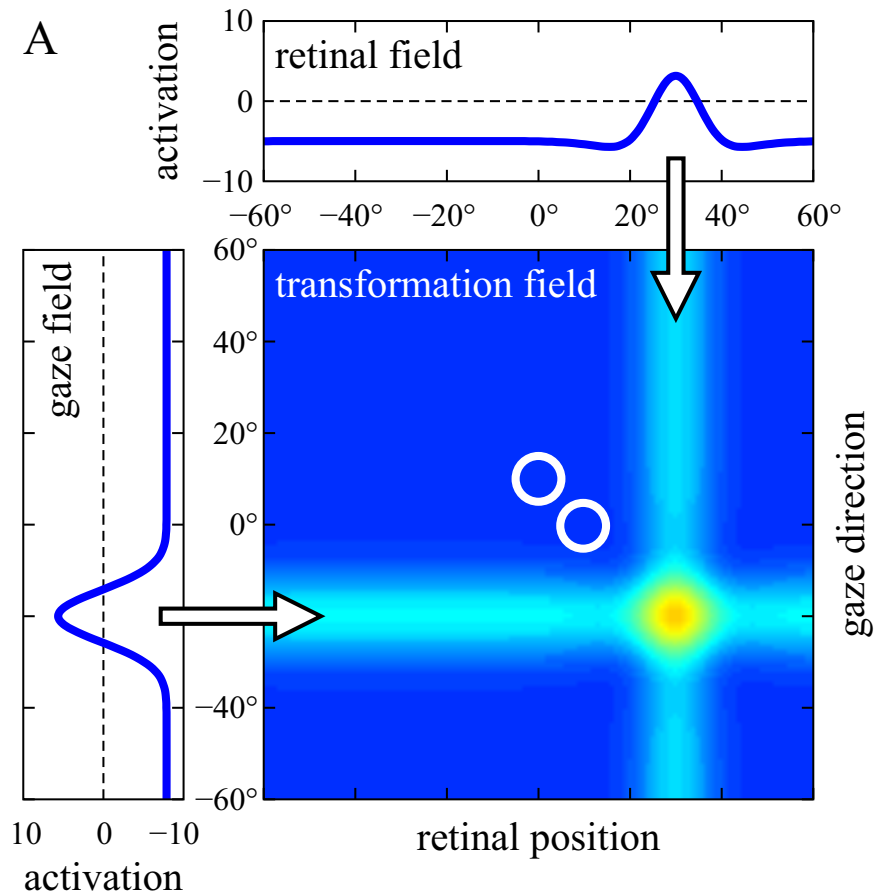 A
retinal field
activation
10
0
−10
−60° −40° −20° 0° 20° 40° 60°
gaze field
10 0 −10
activation
transformation field
60°
40°
20°
0°
−40°
−60°
retinal position
gaze direction